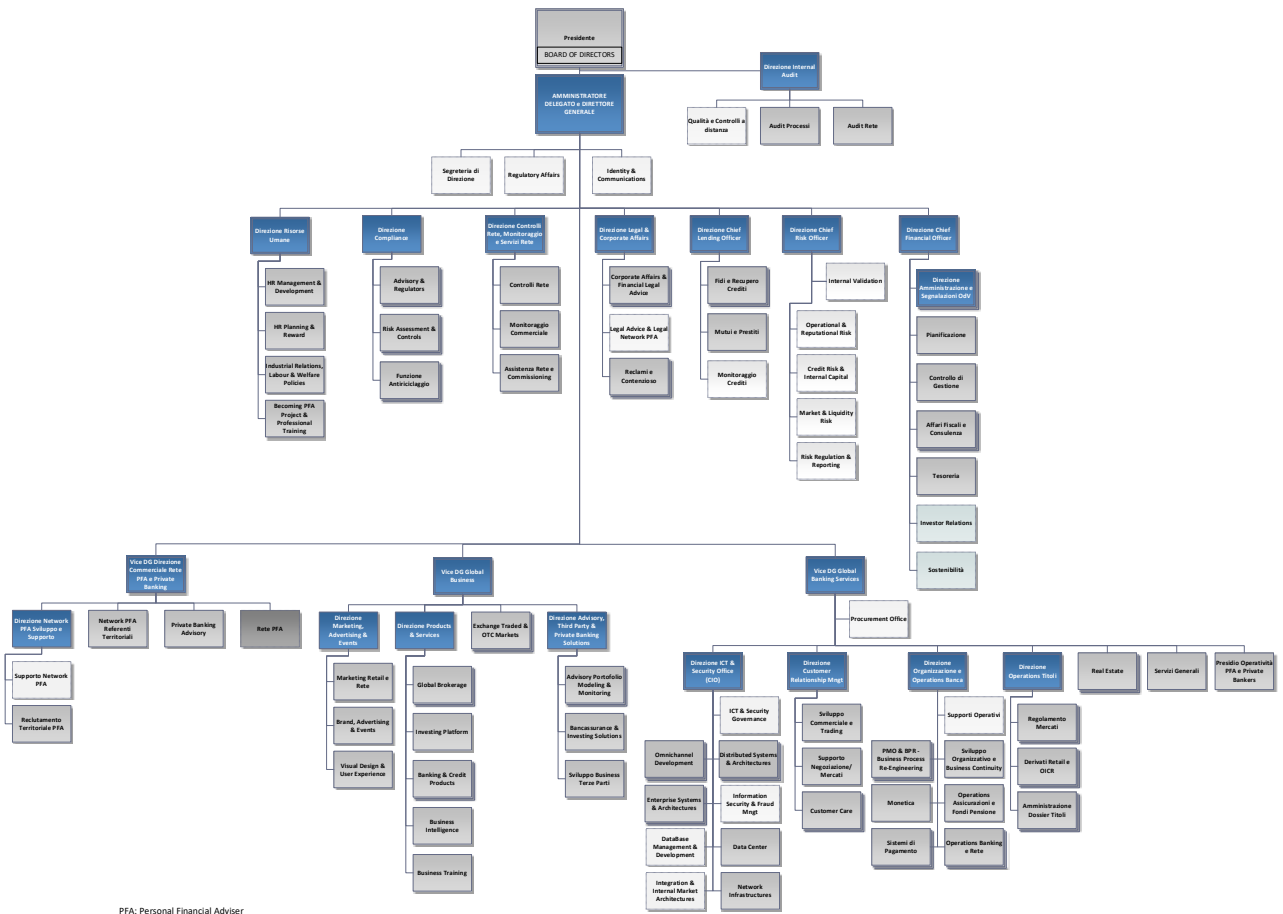 Presidente
BOARD OF DIRECTORS
Direzione Internal
Audit
AMMINISTRATORE
DELEGATO e DIRETTORE
GENERALE
Qualità e Controlli a
distanza
Audit Processi
Audit Rete
Segreteria di
Direzione
Regulatory Affairs
Identity &
Communications
Direzione Risorse
Umane
Direzione
Compliance
Direzione Controlli
Rete, Monitoraggio
e Servizi Rete
Direzione Legal &
Corporate Affairs
Direzione Chief
Lending Officer
Direzione Chief
Risk Officer
Direzione Chief
Financial Officer
HR Management &
Development
HR Planning &
Reward
Industrial Relations,
Labour & Welfare
Policies
Becoming PFA
Project &
Professional
Training
Advisory &
Regulators
Risk Assessment &
Controls
Funzione
Antiriciclaggio
Controlli Rete
Monitoraggio
Commerciale
Assistenza Rete e
Commissioning
Corporate Affairs &
Financial Legal
Advice
Legal Advice & Legal
Network PFA
Reclami e
Contenzioso
Fidi e Recupero
Crediti
Mutui e Prestiti
Monitoraggio
Crediti
Internal Validation
Operational &
Reputational Risk
Credit Risk &
Internal Capital
Market & Liquidity
Risk
Risk Regulation &
Reporting
Direzione
Amministrazione e
Segnalazioni OdV
Pianificazione
Controllo di
Gestione
Affari Fiscali e
Consulenza
Tesoreria
Investor Relations
Sostenibilità
Vice DG Direzione
Commerciale Rete
PFA e Private
Banking
Vice DG Global
Business
Vice DG Global
Banking Services
Direzione Network
PFA Sviluppo e
Supporto
Network PFA
Referenti
Territoriali
Private Banking
Advisory
Rete PFA
Supporto Network
PFA
Reclutamento
Territoriale PFA
Direzione
Marketing,
Advertising &
Events
Direzione Products
& Services
Exchange Traded &
OTC Markets
Direzione Advisory,
Third Party &
Private Banking
Solutions
Marketing Retail e
Rete
Brand, Advertising
& Events
Visual Design &
User Experience
Global Brokerage
Investing Platform
Banking & Credit
Products
Business
Intelligence
Business Training
Advisory Portofolio
Modeling &
Monitoring
Bancassurance &
Investing Solutions
Sviluppo Business
Terze Parti
Procurement Office
Direzione ICT &
Security Office
(CIO)
Direzione
Customer
Relationship Mngt
Direzione
Organizzazione e
Operations Banca
Direzione
Operations Titoli
Real Estate
Servizi Generali
Presidio Operatività
PFA e Private
Bankers
ICT & Security
Governance
Omnichannel
Development
Distributed Systems
& Architectures
Enterprise Systems
& Architectures
Information
Security & Fraud
Mngt
DataBase
Management &
Development
Data Center
Integration &
Internal Market
Architectures
Network
Infrastructures
Sviluppo
Commerciale e
Trading
Supporto
Negoziazione/
Mercati
Customer Care
Supporti Operativi
PMO & BPR -
Business Process
Re-Engineering
Sviluppo
Organizzativo e
Business Continuity
Monetica
Operations
Assicurazioni e
Fondi Pensione
Sistemi di
Pagamento
Operations Banking
e Rete
Regolamento
Mercati
Derivati Retail e
OICR
Amministrazione
Dossier Titoli
PFA: Personal Financial Adviser